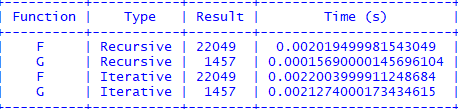 +----------+-----------+--------+-----------------------+
| Function | Type | Result | Time (s) |
+----------+-----------+--------+-----------------------+
| F | Recursive | 22049 | 0.002019499981543049 |
| G | Recursive | 1457 | 0.00015690000145696104 |
| F | Iterative | 22049 | 0.0022003999911248684 |
| G | Iterative | 1457 | 0.0021274000173434615 |
+----------+-----------+--------+-----------------------+